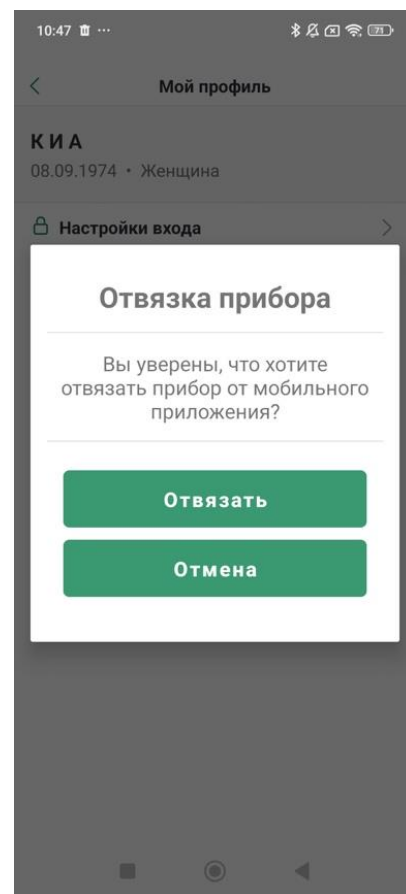 10:47 ···
71
Мой профиль
К И А
08.09.1974 • Женщина
Настройки входа
Отвязка прибора
Вы уверены, что хотите
отвязать прибор от мобильного
приложения?
Отвязать
Отмена